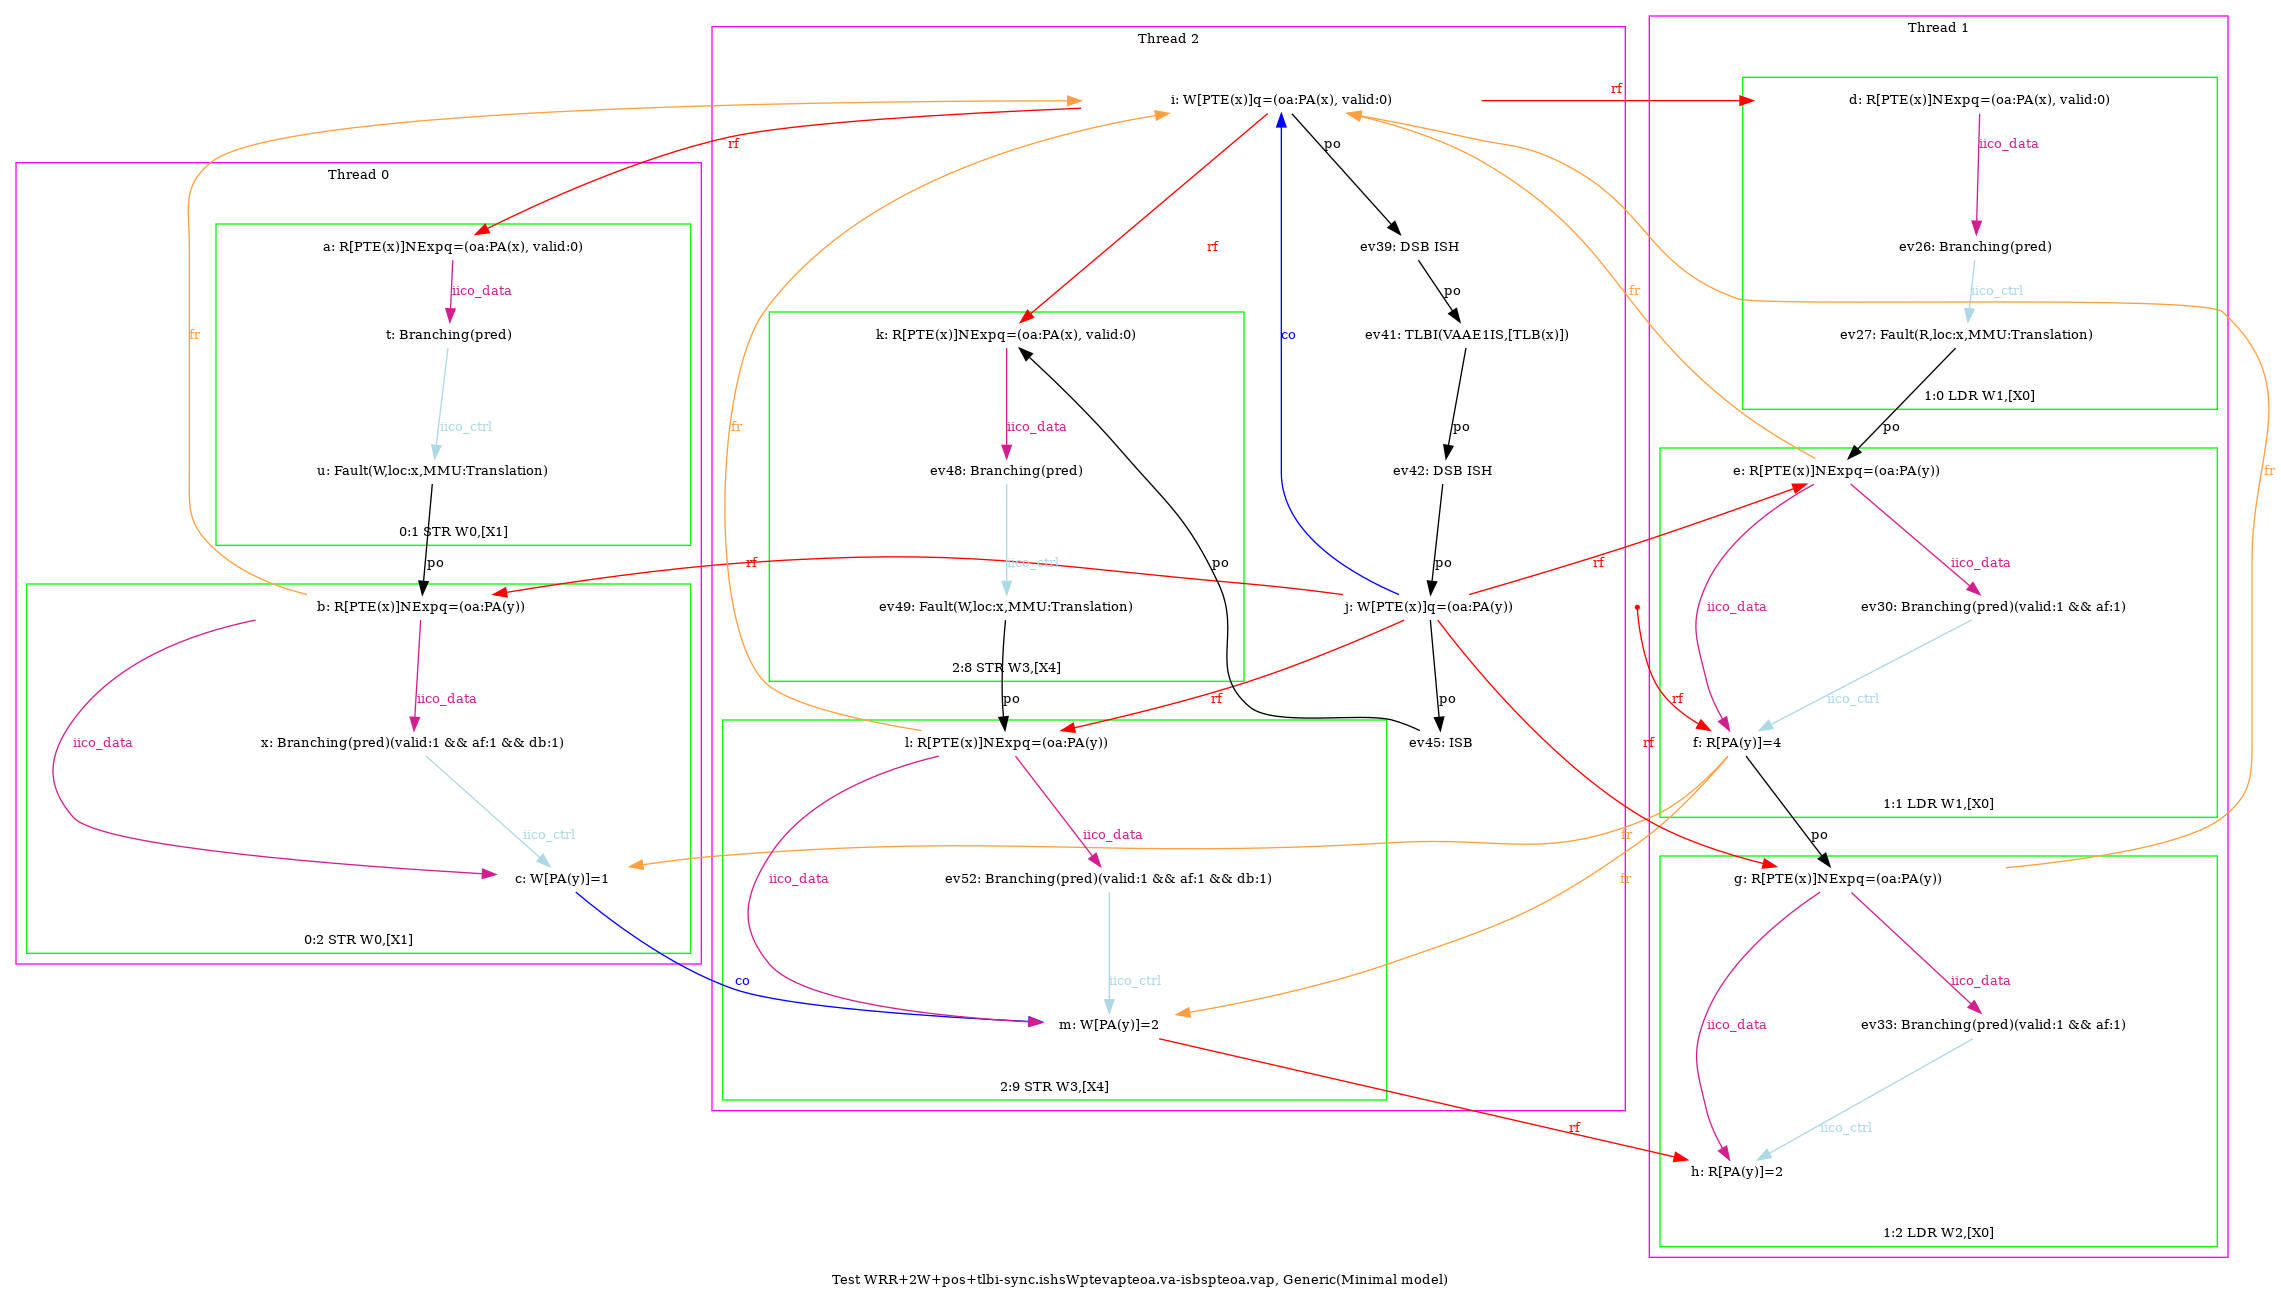 Thread 2
Thread 1
i: W[PTE(x)]q=(oa:PA(x), valid:0)
rf
d: R[PTE(x)]NExpq=(oa:PA(x), valid:0)
rf
po
iico_data
Thread 0
a: R[PTE(x)]NExpq=(oa:PA(x), valid:0)
rf
ev39: DSB ISH
ev26: Branching(pred)
iico_data
po
fr
iico_ctrl
fr
t: Branching(pred)
k: R[PTE(x)]NExpq=(oa:PA(x), valid:0)
co
ev41: TLBI(VAAE1IS,[TLB(x)])
ev27: Fault(R,loc:x,MMU:Translation)
1:0 LDR W1,[X0]
iico_ctrl
fr
iico_data
po
po
u: Fault(W,loc:x,MMU:Translation)
ev48: Branching(pred)
ev42: DSB ISH
e: R[PTE(x)]NExpq=(oa:PA(y))
fr
0:1 STR W0,[X1]
po
rf
iico_ctrl
po
po
rf
iico_data
b: R[PTE(x)]NExpq=(oa:PA(y))
ev49: Fault(W,loc:x,MMU:Translation)
j: W[PTE(x)]q=(oa:PA(y))
iico_data
ev30: Branching(pred)(valid:1 && af:1)
2:8 STR W3,[X4]
iico_data
po
rf
po
rf
iico_ctrl
iico_data
x: Branching(pred)(valid:1 && af:1 && db:1)
l: R[PTE(x)]NExpq=(oa:PA(y))
ev45: ISB
rf
f: R[PA(y)]=4
1:1 LDR W1,[X0]
iico_ctrl
iico_data
fr
po
iico_data
c: W[PA(y)]=1
ev52: Branching(pred)(valid:1 && af:1 && db:1)
fr
g: R[PTE(x)]NExpq=(oa:PA(y))
0:2 STR W0,[X1]
co
iico_ctrl
iico_data
m: W[PA(y)]=2
iico_data
ev33: Branching(pred)(valid:1 && af:1)
2:9 STR W3,[X4]
rf
iico_ctrl
h: R[PA(y)]=2
1:2 LDR W2,[X0]
Test WRR+2W+pos+tlbi-sync.ishsWptevapteoa.va-isbspteoa.vap, Generic(Minimal model)